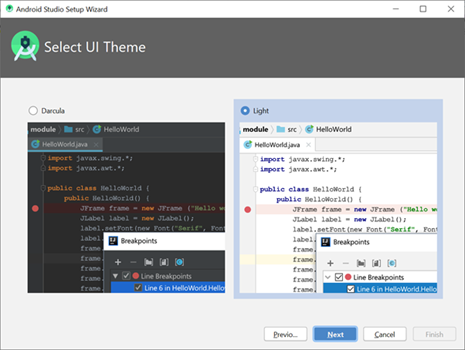 Android Studio Setup Wizard
Select UI Theme
Darcula
module src HelloWorld
HelloWorld.java
import javax.swing.*;
import java.awt.*;
public class HelloWorld {
public HelloWorld() {
JFrame frame = new JFrame ("Hello w
JLabel label = new JLabel();
label.setFont(new Font("Serif", Font
label.
frame.
frame.
frame.
frame.
frame.
Breakpoints
Line Breakpoints
Line 6 in HelloWorld.Hello
Light
module src HelloWorld
HelloWorld.java
import javax.swing.*;
import javax.awt.*;
public class HelloWorld {
public HelloWorld() {
JFrame frame = new JFrame ("Hello wo
JLabel label = new JLabel();
label.setFont(new Font("Serif", Font
label.
frame.
frame.
frame.
frame.
frame.
Breakpoints
Line Breakpoints
Line 6 in HelloWorld.Hello
Previo...
Next
Cancel
Finish